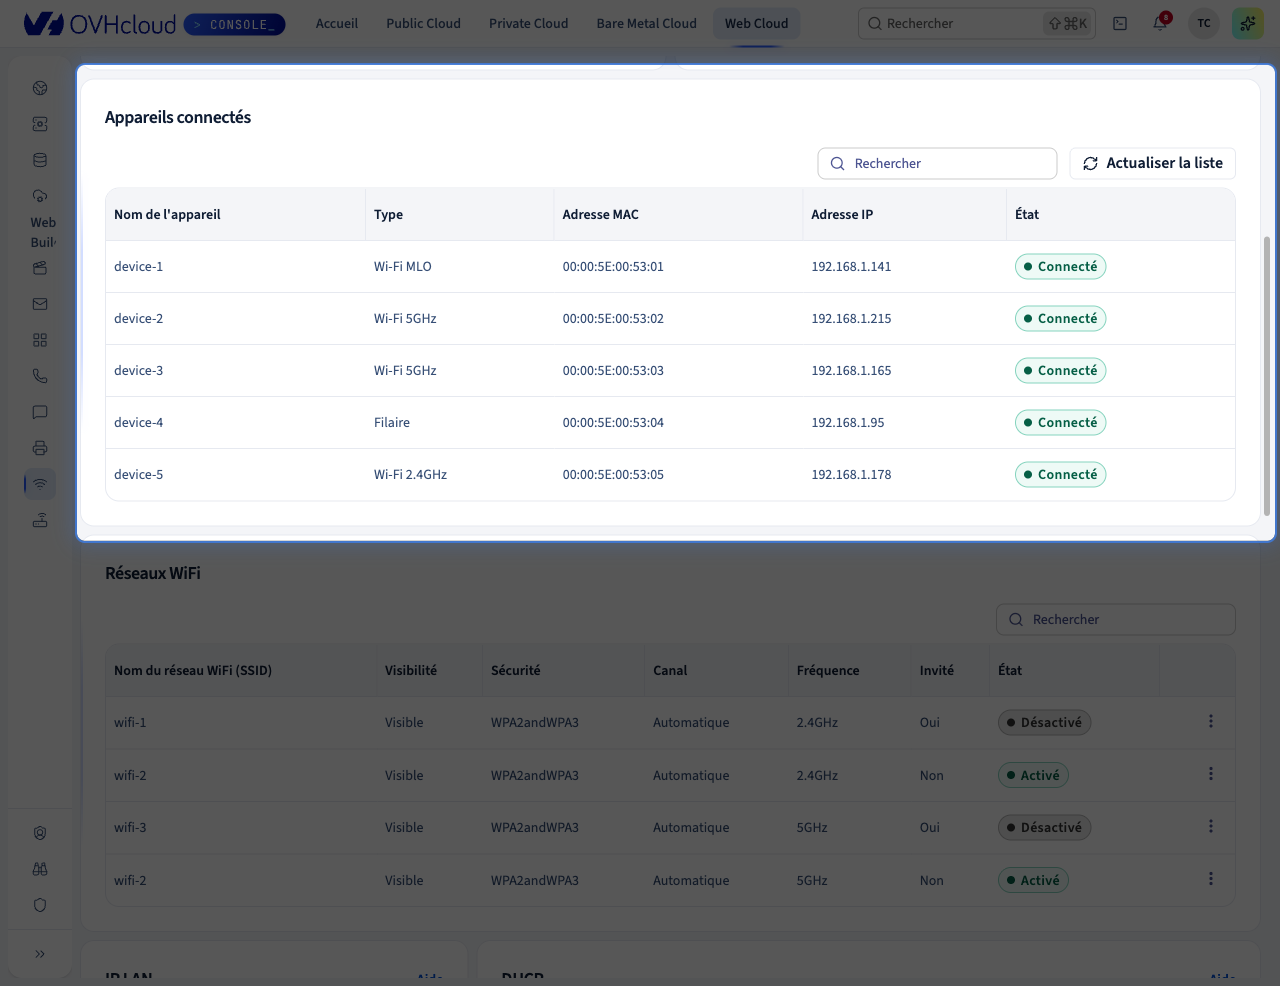 OVHcloud > CONSOLE_ Accueil Public Cloud Private Cloud Bare Metal Cloud Web Cloud Rechercher ⇧⌘K 8 TC
Web
Buil
Appareils connectés
Rechercher Actualiser la liste
Nom de l'appareil Type Adresse MAC Adresse IP État
device-1 Wi-Fi MLO 00:00:5E:00:53:01 192.168.1.141 Connecté
device-2 Wi-Fi 5GHz 00:00:5E:00:53:02 192.168.1.215 Connecté
device-3 Wi-Fi 5GHz 00:00:5E:00:53:03 192.168.1.165 Connecté
device-4 Filaire 00:00:5E:00:53:04 192.168.1.95 Connecté
device-5 Wi-Fi 2.4GHz 00:00:5E:00:53:05 192.168.1.178 Connecté
Réseaux WiFi
Rechercher
Nom du réseau WiFi (SSID) Visibilité Sécurité Canal Fréquence Invité État
wifi-1 Visible WPA2andWPA3 Automatique 2.4GHz Oui Désactivé
wifi-2 Visible WPA2andWPA3 Automatique 2.4GHz Non Activé
wifi-3 Visible WPA2andWPA3 Automatique 5GHz Oui Désactivé
wifi-2 Visible WPA2andWPA3 Automatique 5GHz Non Activé
IP LAN Aide DHCP Aide